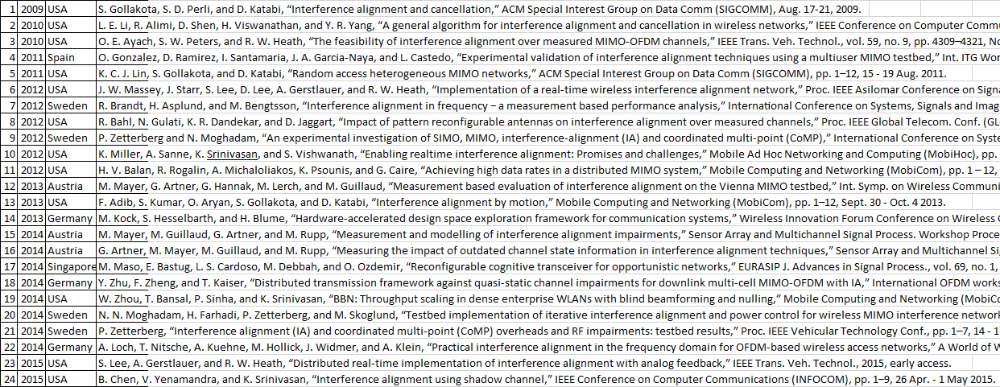 1 2009 USA S. Gollakota, S. D. Perli, and D. Katabi, “Interference alignment and cancellation,” ACM Special Interest Group on Data Comm (SIGCOMM), Aug. 17-21, 2009.
2 2010 USA L. E. Li, R. Alimi, D. Shen, H. Viswanathan, and Y. R. Yang, “A general algorithm for interference alignment and cancellation in wireless networks,” IEEE Conference on Computer Comm
3 2010 USA O. E. Ayach, S. W. Peters, and R. W. Heath, “The feasibility of interference alignment over measured MIMO-OFDM channels,” IEEE Trans. Veh. Technol., vol. 59, no. 9, pp. 4309–4321, No
4 2011 Spain O. Gonzalez, D. Ramirez, I. Santamaria, J. A. Garcia-Naya, and L. Castedo, “Experimental validation of interference alignment techniques using a multiuser MIMO testbed,” Int. ITG Wor
5 2011 USA K. C. J. Lin, S. Gollakota, and D. Katabi, “Random access heterogeneous MIMO networks,” ACM Special Interest Group on Data Comm (SIGCOMM), pp. 1–12, 15 - 19 Aug. 2011.
6 2012 USA J. W. Massey, J. Starr, S. Lee, D. Lee, A. Gerstlauer, and R. W. Heath, “Implementation of a real-time wireless interference alignment network,” Proc. IEEE Asilomar Conference on Signa
7 2012 Sweden R. Brandt, H. Asplund, and M. Bengtsson, “Interference alignment in frequency – a measurement based performance analysis,” International Conference on Systems, Signals and Imag
8 2012 USA R. Bahl, N. Gulati, K. R. Dandekar, and D. Jaggart, “Impact of pattern reconfigurable antennas on interference alignment over measured channels,” Proc. IEEE Global Telecom. Conf. (GL
9 2012 Sweden P. Zetterberg and N. Moghadam, “An experimental investigation of SIMO, MIMO, interference-alignment (IA) and coordinated multi-point (CoMP),” International Conference on Syste
10 2012 USA K. Miller, A. Sanne, K. Srinivasan, and S. Vishwanath, “Enabling realtime interference alignment: Promises and challenges,” Mobile Ad Hoc Networking and Computing (MobiHoc), pp.
11 2012 USA H. V. Balan, R. Rogalin, A. Michaloliakos, K. Psounis, and G. Caire, “Achieving high data rates in a distributed MIMO system,” Mobile Computing and Networking (MobiCom), pp. 1 – 12,
12 2013 Austria M. Mayer, G. Artner, G. Hannak, M. Lerch, and M. Guillaud, “Measurement based evaluation of interference alignment on the Vienna MIMO testbed,” Int. Symp. on Wireless Communi
13 2013 USA F. Adib, S. Kumar, O. Aryan, S. Gollakota, and D. Katabi, “Interference alignment by motion,” Mobile Computing and Networking (MobiCom), pp. 1–12, Sept. 30 - Oct. 4 2013.
14 2013 Germany M. Kock, S. Hesselbarth, and H. Blume, “Hardware-accelerated design space exploration framework for communication systems,” Wireless Innovation Forum Conference on Wireless C
15 2014 Austria M. Mayer, M. Guillaud, G. Artner, and M. Rupp, “Measurement and modelling of interference alignment impairments,” Sensor Array and Multichannel Signal Process. Workshop Proce
16 2014 Austria G. Artner, M. Mayer, M. Guillaud, and M. Rupp, “Measuring the impact of outdated channel state information in interference alignment techniques,” Sensor Array and Multichannel Si
17 2014 Singapore M. Maso, E. Bastug, L. S. Cardoso, M. Debbah, and O. Ozdemir, “Reconfigurable cognitive transceiver for opportunistic networks,” EURASIP J. Advances in Signal Process., vol. 69, no. 1,
18 2014 Germany Y. Zhu, F. Zheng, and T. Kaiser, “Distributed transmission framework against quasi-static channel impairments for downlink multi-cell MIMO-OFDM with IA,” International OFDM works
19 2014 USA W. Zhou, T. Bansal, P. Sinha, and K. Srinivasan, “BBN: Throughput scaling in dense enterprise WLANs with blind beamforming and nulling,” Mobile Computing and Networking (MobiCo
20 2014 Sweden N. N. Moghadam, H. Farhadi, P. Zetterberg, and M. Skoglund, “Testbed implementation of iterative interference alignment and power control for wireless MIMO interference network
21 2014 Sweden P. Zetterberg, “Interference alignment (IA) and coordinated multi-point (CoMP) overheads and RF impairments: testbed results,” Proc. IEEE Vehicular Technology Conf., pp. 1–7, 14 - 17
22 2014 Germany A. Loch, T. Nitsche, A. Kuehne, M. Hollick, J. Widmer, and A. Klein, “Practical interference alignment in the frequency domain for OFDM-based wireless access networks,” A World of W
23 2015 USA S. Lee, A. Gerstlauer, and R. W. Heath, “Distributed real-time implementation of interference alignment with analog feedback,” IEEE Trans. Veh. Technol., 2015, early access.
24 2015 USA B. Chen, V. Yenamandra, and K. Srinivasan, “Interference alignment using shadow channel,” IEEE Conference on Computer Communications (INFOCOM), pp. 1–9, 26 Apr. - 1 May 2015.